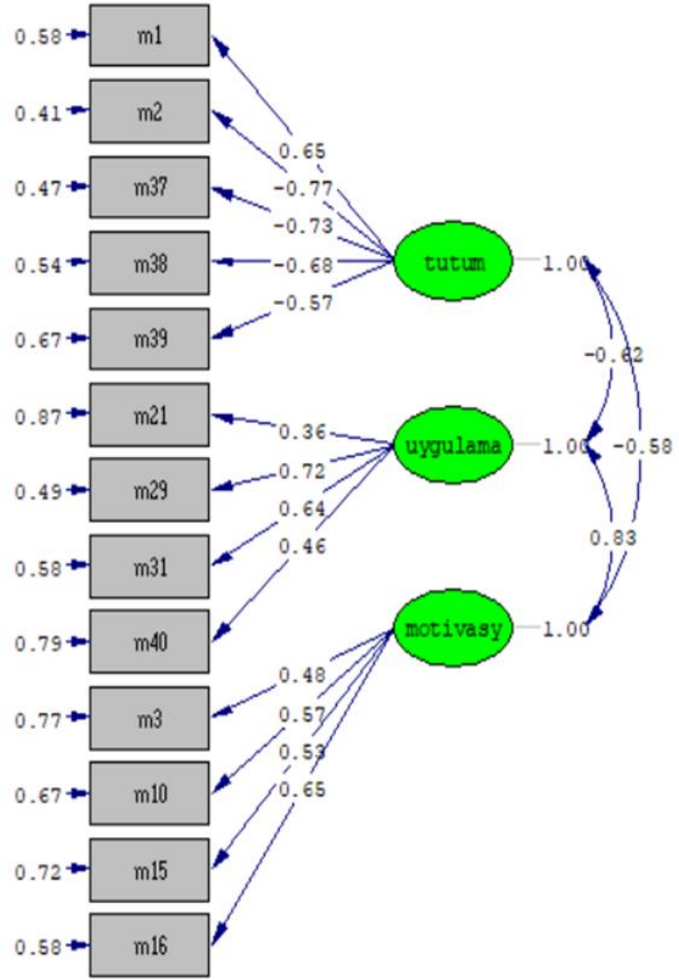 0.58
m1
0.41
m2
0.65
-0.77
0.47
m37
-0.73
0.54
m38
-0.68
tutum
1.00
-0.57
0.67
m39
-0.62
0.87
m21
0.36
uygulama
1.00
-0.58
0.49
m29
0.72
0.64
0.58
m31
0.46
0.83
0.79
m40
motivasy
1.00
0.48
0.77
m3
0.57
0.53
0.67
m10
0.65
0.72
m15
0.58
m16